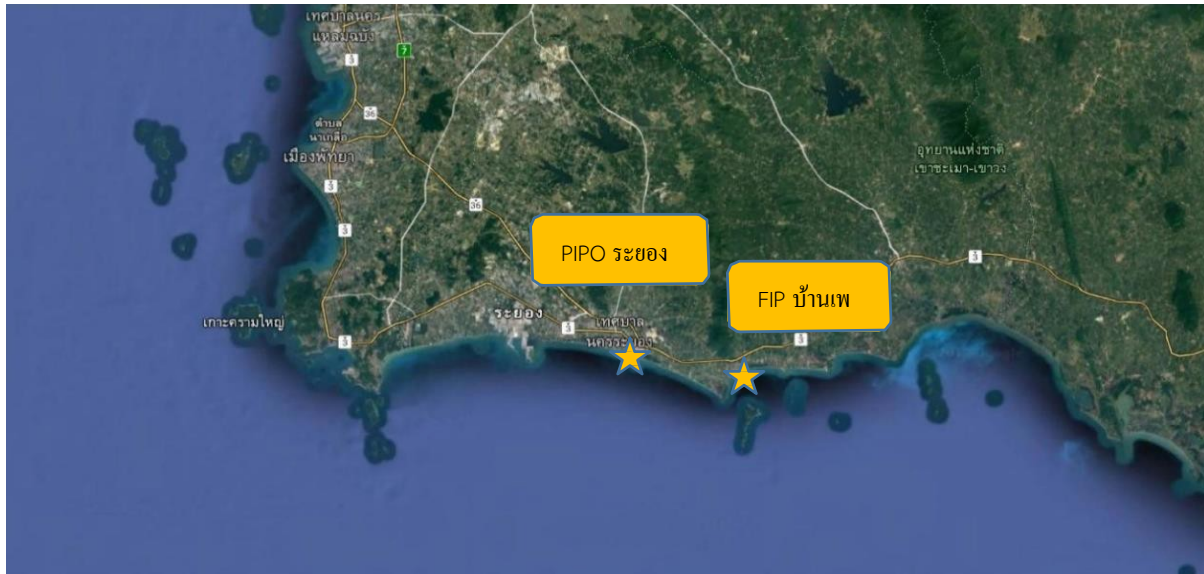 เทศบาลนคร
แหลมฉบัง
7
3
36
ตำบล
นาเกลือ
เมืองพัทยา
อุทยานแห่งชาติ
เขาชะเมา-เขาวง
3
36
3
PIPO ระยอง
3
FIP บ้านเพ
เกาะครามใหญ่
ระยอง
3
เทศบาล
นครระยอง
3
3
3